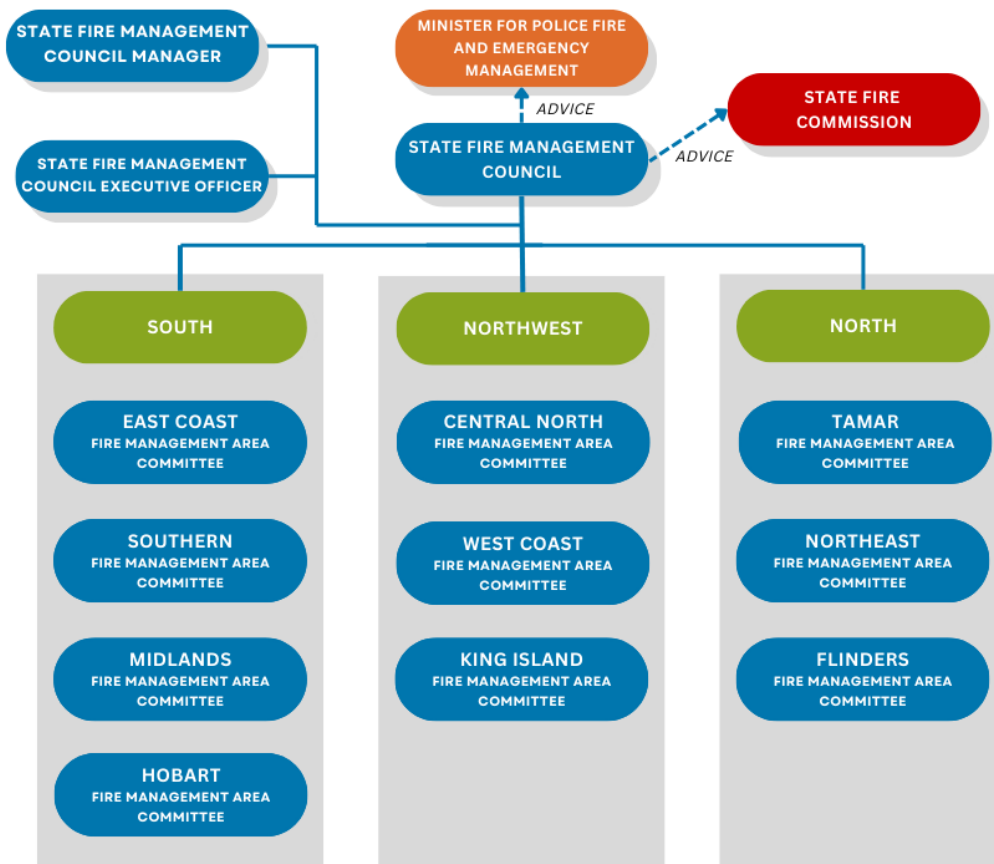 STATE FIRE MANAGEMENT
COUNCIL MANAGER
MINISTER FOR POLICE FIRE
AND EMERGENCY
MANAGEMENT
ADVICE
STATE FIRE
COMMISSION
STATE FIRE MANAGEMENT
COUNCIL
ADVICE
STATE FIRE MANAGEMENT
COUNCIL EXECUTIVE OFFICER
SOUTH
EAST COAST
FIRE MANAGEMENT AREA
COMMITTEE
SOUTHERN
FIRE MANAGEMENT AREA
COMMITTEE
MIDLANDS
FIRE MANAGEMENT AREA
COMMITTEE
HOBART
FIRE MANAGEMENT AREA
COMMITTEE
NORTHWEST
CENTRAL NORTH
FIRE MANAGEMENT AREA
COMMITTEE
WEST COAST
FIRE MANAGEMENT AREA
COMMITTEE
KING ISLAND
FIRE MANAGEMENT AREA
COMMITTEE
NORTH
TAMAR
FIRE MANAGEMENT AREA
COMMITTEE
NORTHEAST
FIRE MANAGEMENT AREA
COMMITTEE
FLINDERS
FIRE MANAGEMENT AREA
COMMITTEE